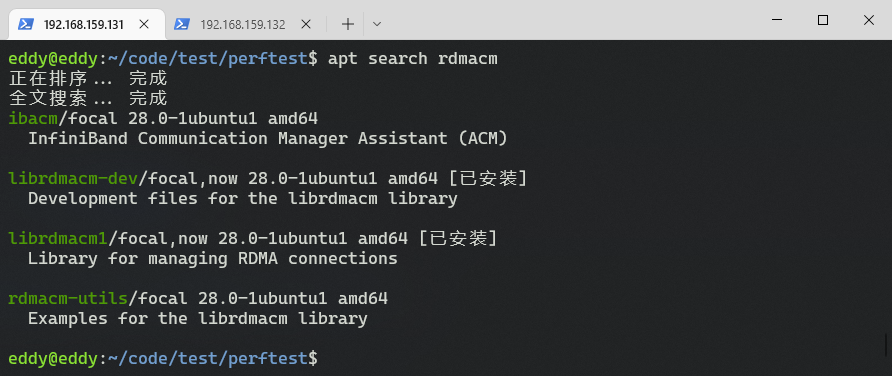 192.168.159.131
192.168.159.132
eddy@eddy:~/code/test/perftest$ apt search rdmacm
正在排序... 完成
全文搜索... 完成
ibacm/focal 28.0-1ubuntu1 amd64
  InfiniBand Communication Manager Assistant (ACM)
librdmacm-dev/focal,now 28.0-1ubuntu1 amd64 [已安装]
  Development files for the librdmacm library
librdmacm1/focal,now 28.0-1ubuntu1 amd64 [已安装]
  Library for managing RDMA connections
rdmacm-utils/focal 28.0-1ubuntu1 amd64
  Examples for the librdmacm library
eddy@eddy:~/code/test/perftest$